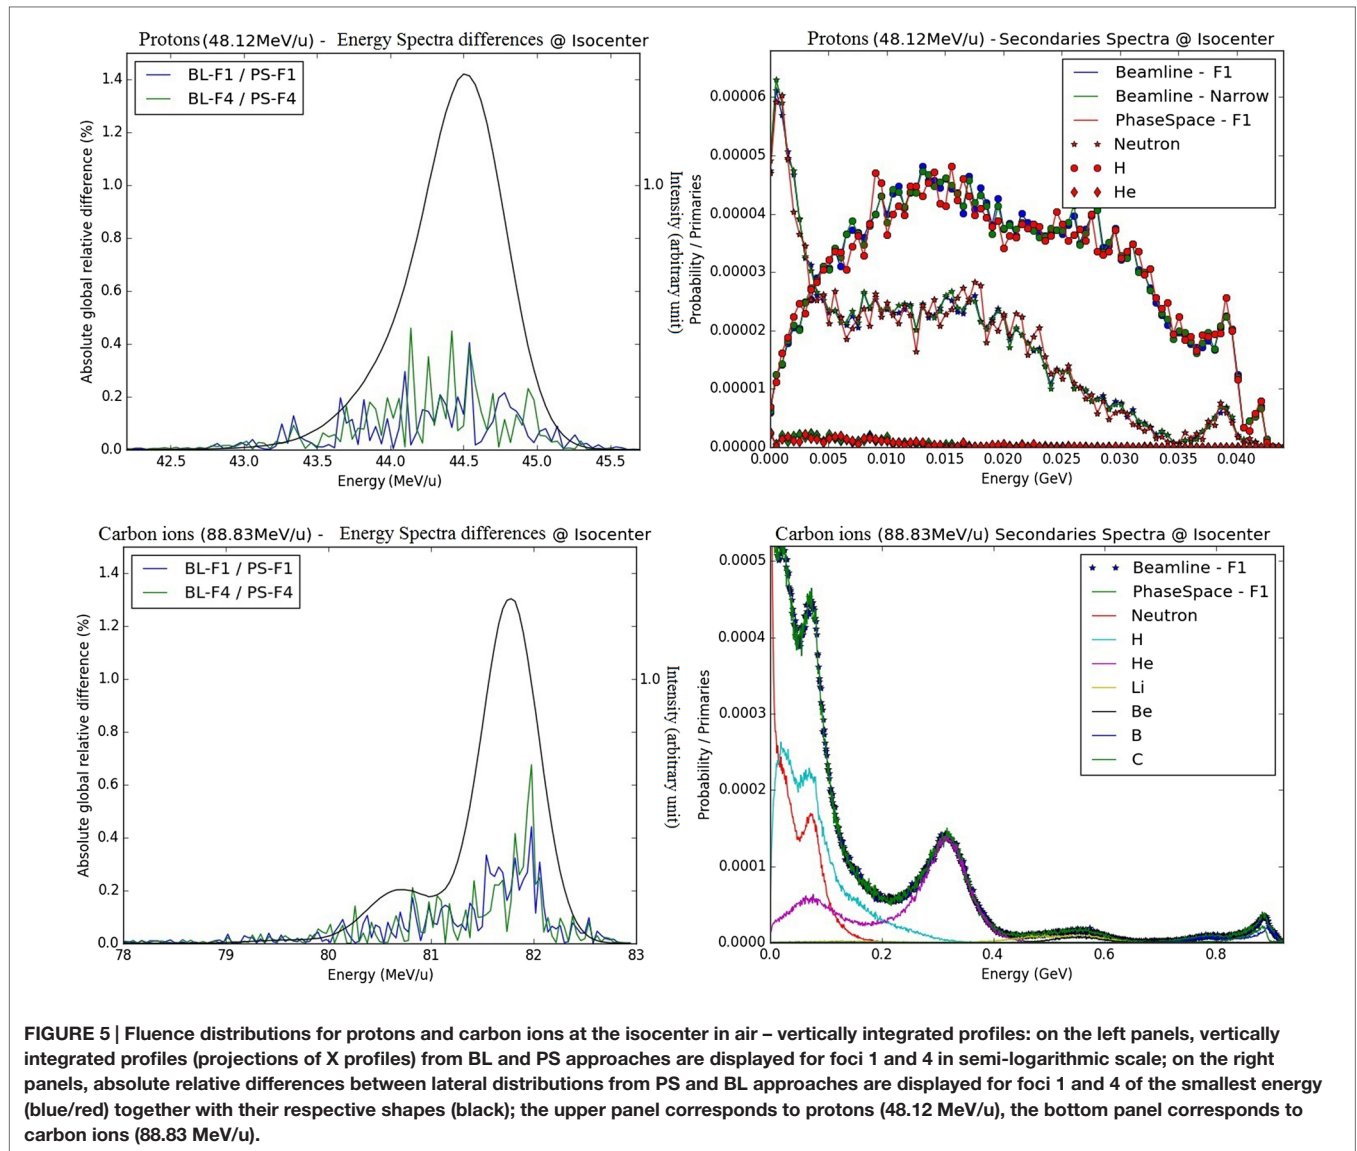 Protons (48.12MeV/u) - Energy Spectra differences @ Isocenter
BL-F1 / PS-F1
BL-F4 / PS-F4
Absolute global relative difference (%)
1.4
1.2
1.0
0.8
0.6
0.4
0.2
0.0
42.5 43.0 43.5 44.0 44.5 45.0 45.5
Energy (MeV/u)
1.0
Intensity (arbitrary unit)
Protons (48.12MeV/u) - Secondaries Spectra @ Isocenter
Beamline - F1
Beamline - Narrow
PhaseSpace - F1
Neutron
H
He
Probability / Primaries
0.00006
0.00005
0.00004
0.00003
0.00002
0.00001
0.00000
0.000 0.005 0.010 0.015 0.020 0.025 0.030 0.035 0.040
Energy (GeV)
Carbon ions (88.83MeV/u) - Energy Spectra differences @ Isocenter
BL-F1 / PS-F1
BL-F4 / PS-F4
Absolute global relative difference (%)
1.4
1.2
1.0
0.8
0.6
0.4
0.2
0.0
78 79 80 81 82 83
Energy (MeV/u)
1.0
Intensity (arbitrary unit)
Carbon ions (88.83MeV/u) Secondaries Spectra @ Isocenter
Beamline - F1
PhaseSpace - F1
Neutron
H
He
Li
Be
B
C
Probability / Primaries
0.0005
0.0004
0.0003
0.0002
0.0001
0.0000
0.0 0.2 0.4 0.6 0.8
Energy (GeV)
FIGURE 5 | Fluence distributions for protons and carbon ions at the isocenter in air – vertically integrated profiles: on the left panels, vertically
integrated profiles (projections of X profiles) from BL and PS approaches are displayed for foci 1 and 4 in semi-logarithmic scale; on the right
panels, absolute relative differences between lateral distributions from PS and BL approaches are displayed for foci 1 and 4 of the smallest energy
(blue/red) together with their respective shapes (black); the upper panel corresponds to protons (48.12 MeV/u), the bottom panel corresponds to
carbon ions (88.83 MeV/u).